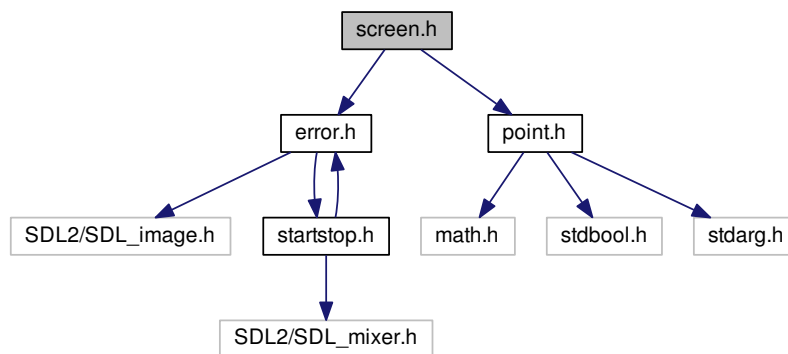 screen.h
error.h
point.h
SDL2/SDL_image.h
startstop.h
math.h
stdbool.h
stdarg.h
SDL2/SDL_mixer.h